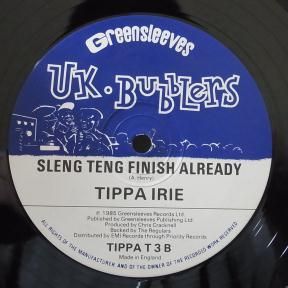 Greensleeves
UK·Bubblers
SLENG TENG FINISH ALREADY
(A. Henry)
TIPPA IRIE
℗ 1985 Greensleeves Records Ltd.
Published by Greensleeves Publishing Ltd.
Produced by Chris Cracknell
Backed by The Regulars
Distributed by EMI Records through Priority Records
TIPPA T 3 B
Made in England
ALL RIGHTS OF THE MANUFACTURER AND OF THE OWNER OF THE RECORDED WORK RESERVED